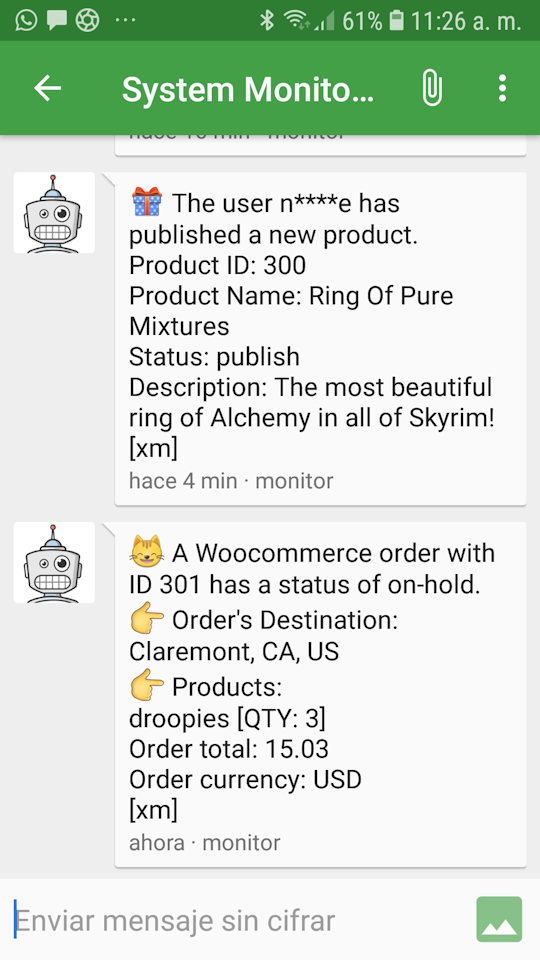 61% 11:26 a. m.
System Monito...
hace 10 min · monitor
🎁 The user n****e has
published a new product.
Product ID: 300
Product Name: Ring Of Pure
Mixtures
Status: publish
Description: The most beautiful
ring of Alchemy in all of Skyrim!
[xm]
hace 4 min · monitor
😸 A Woocommerce order with
ID 301 has a status of on-hold.
👉 Order's Destination:
Claremont, CA, US
👉 Products:
droopies [QTY: 3]
Order total: 15.03
Order currency: USD
[xm]
ahora · monitor
Enviar mensaje sin cifrar